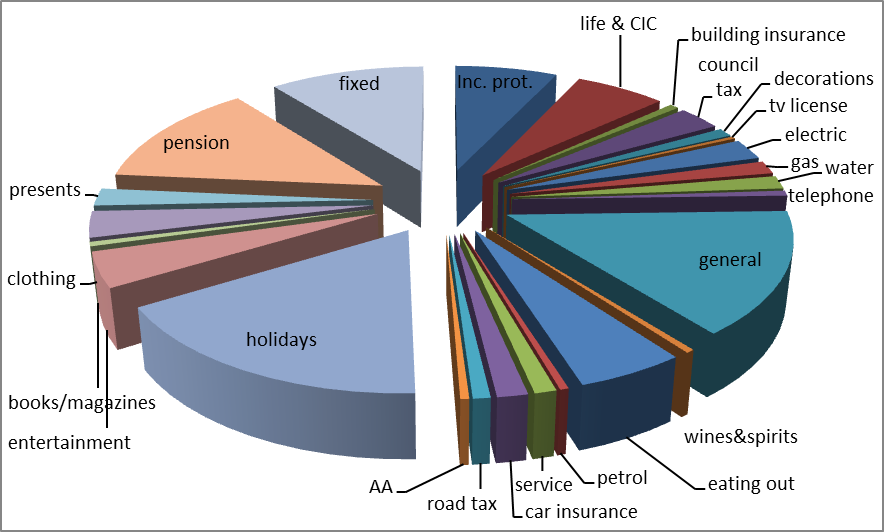 life & CIC
building insurance
council
tax
decorations
tv license
electric
gas
water
telephone
fixed
Inc. prot.
pension
presents
general
clothing
holidays
books/magazines
entertainment
wines&spirits
eating out
petrol
service
car insurance
road tax
AA